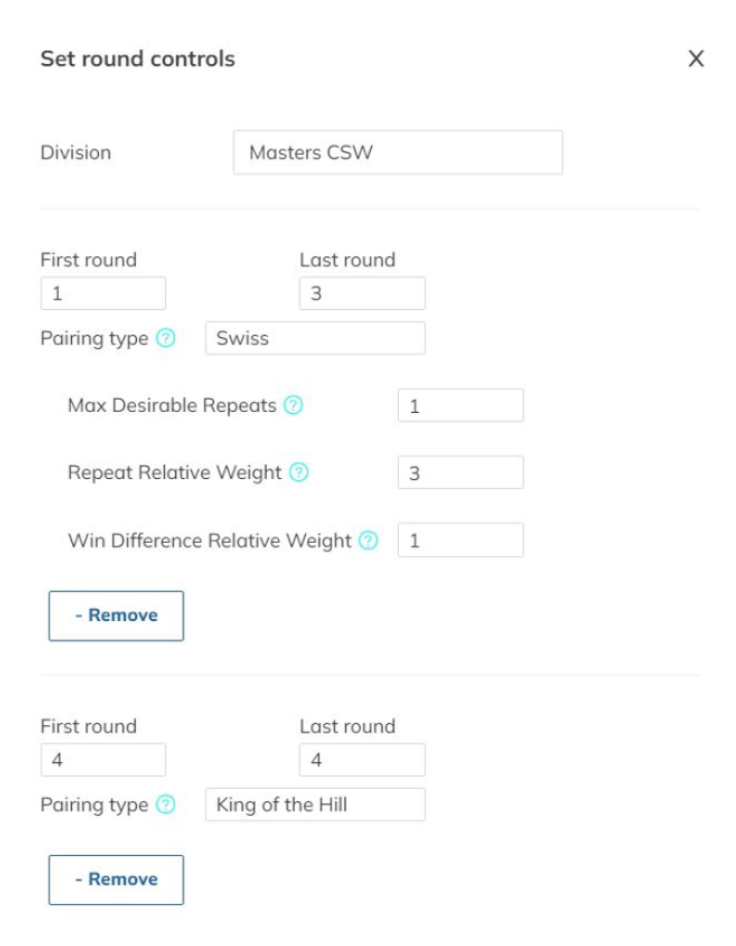 Set round controls X
Division Masters CSW
First round Last round
1 3
Pairing type ? Swiss
Max Desirable Repeats ? 1
Repeat Relative Weight ? 3
Win Difference Relative Weight ? 1
- Remove
First round Last round
4 4
Pairing type ? King of the Hill
- Remove